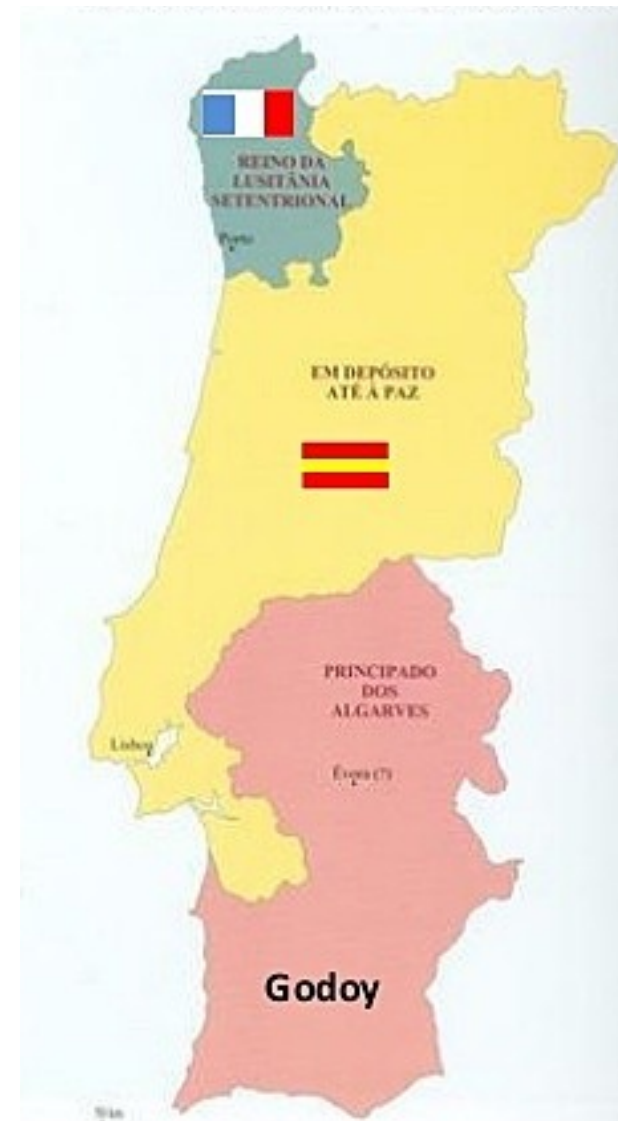 REINO DA
LUSITÂNIA
SETENTRIONAL
Porto
EM DEPÓSITO
ATÉ À PAZ
PRINCIPADO
DOS
ALGARVES
Lisboa
Évora (?)
Godoy